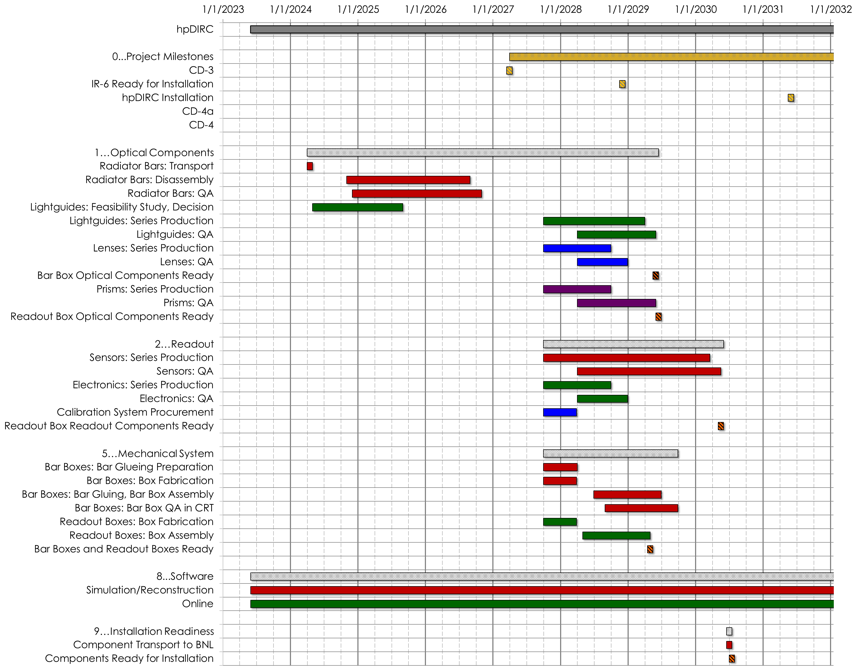 1/1/2023 1/1/2024 1/1/2025 1/1/2026 1/1/2027 1/1/2028 1/1/2029 1/1/2030 1/1/2031 1/1/2032
hpDIRC
0...Project Milestones
CD-3
IR-6 Ready for Installation
hpDIRC Installation
CD-4a
CD-4
1...Optical Components
Radiator Bars: Transport
Radiator Bars: Disassembly
Radiator Bars: QA
Lightguides: Feasibility Study, Decision
Lightguides: Series Production
Lightguides: QA
Lenses: Series Production
Lenses: QA
Bar Box Optical Components Ready
Prisms: Series Production
Prisms: QA
Readout Box Optical Components Ready
2...Readout
Sensors: Series Production
Sensors: QA
Electronics: Series Production
Electronics: QA
Calibration System Procurement
Readout Box Readout Components Ready
5...Mechanical System
Bar Boxes: Bar Glueing Preparation
Bar Boxes: Box Fabrication
Bar Boxes: Bar Gluing, Bar Box Assembly
Bar Boxes: Bar Box QA in CRT
Readout Boxes: Box Fabrication
Readout Boxes: Box Assembly
Bar Boxes and Readout Boxes Ready
8...Software
Simulation/Reconstruction
Online
9...Installation Readiness
Component Transport to BNL
Components Ready for Installation